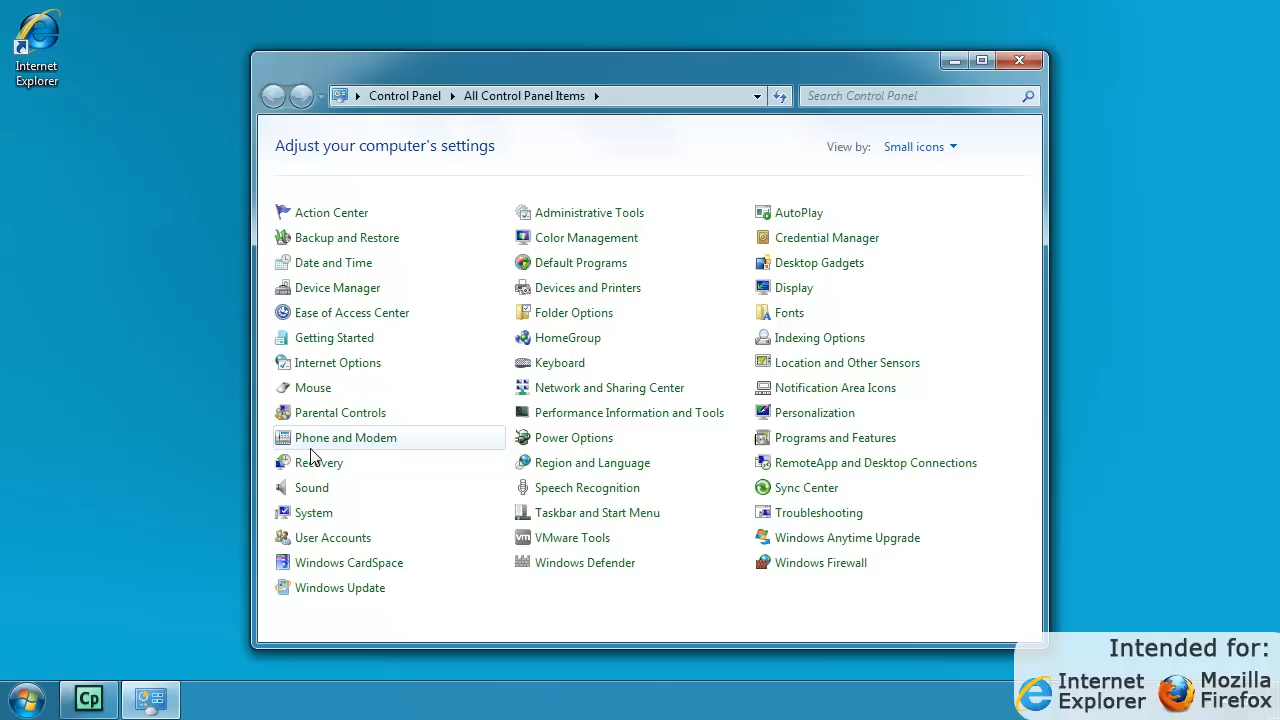 Internet
Explorer
Control Panel
All Control Panel Items
Search Control Panel
Adjust your computer's settings
View by:
Small icons
Action Center
Administrative Tools
AutoPlay
Backup and Restore
Color Management
Credential Manager
Date and Time
Default Programs
Desktop Gadgets
Device Manager
Devices and Printers
Display
Ease of Access Center
Folder Options
Fonts
Getting Started
HomeGroup
Indexing Options
Internet Options
Keyboard
Location and Other Sensors
Mouse
Network and Sharing Center
Notification Area Icons
Parental Controls
Performance Information and Tools
Personalization
Phone and Modem
Power Options
Programs and Features
Recovery
Region and Language
RemoteApp and Desktop Connections
Sound
Speech Recognition
Sync Center
System
Taskbar and Start Menu
Troubleshooting
User Accounts
VMware Tools
Windows Anytime Upgrade
Windows CardSpace
Windows Defender
Windows Firewall
Windows Update
Intended for:
Internet
Explorer
Mozilla
Firefox
Cp